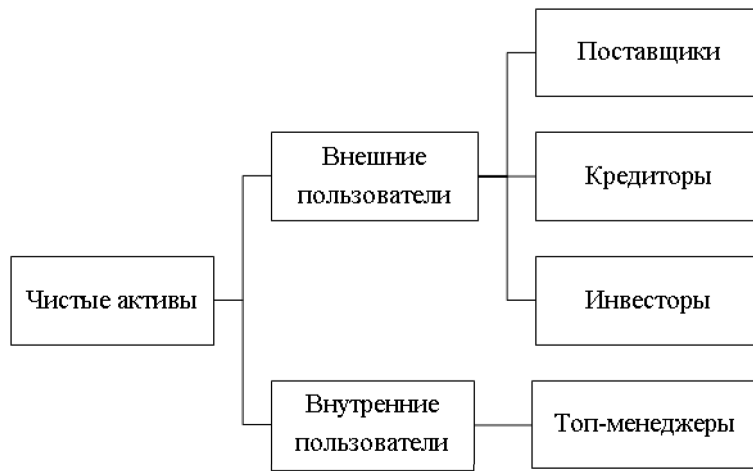 Поставщики
Внешние
пользователи
Кредиторы
Чистые активы
Инвесторы
Внутренние
пользователи
Топ-менеджеры